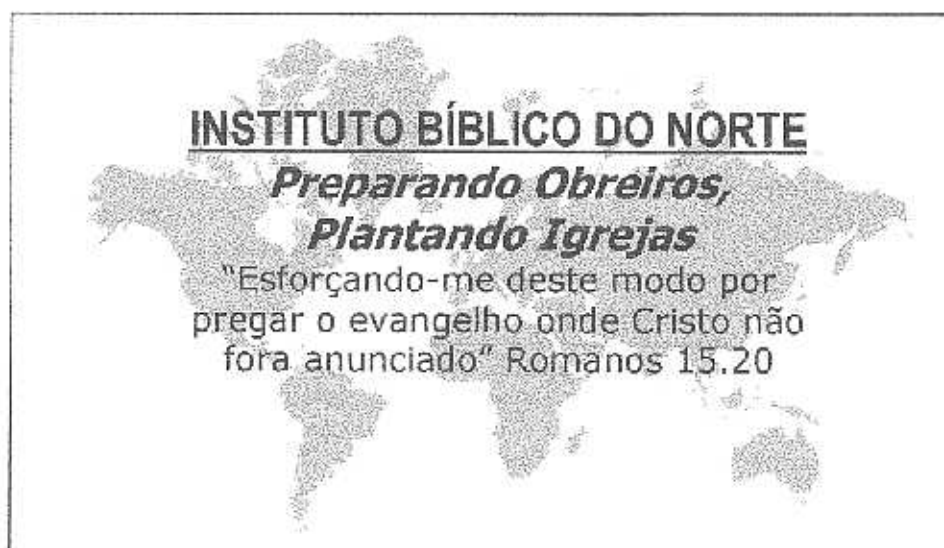 INSTITUTO BÍBLICO DO NORTE
Preparando Obreiros,
Plantando Igrejas
“Esforçando-me deste modo por
pregar o evangelho onde Cristo não
fora anunciado” Romanos 15.20